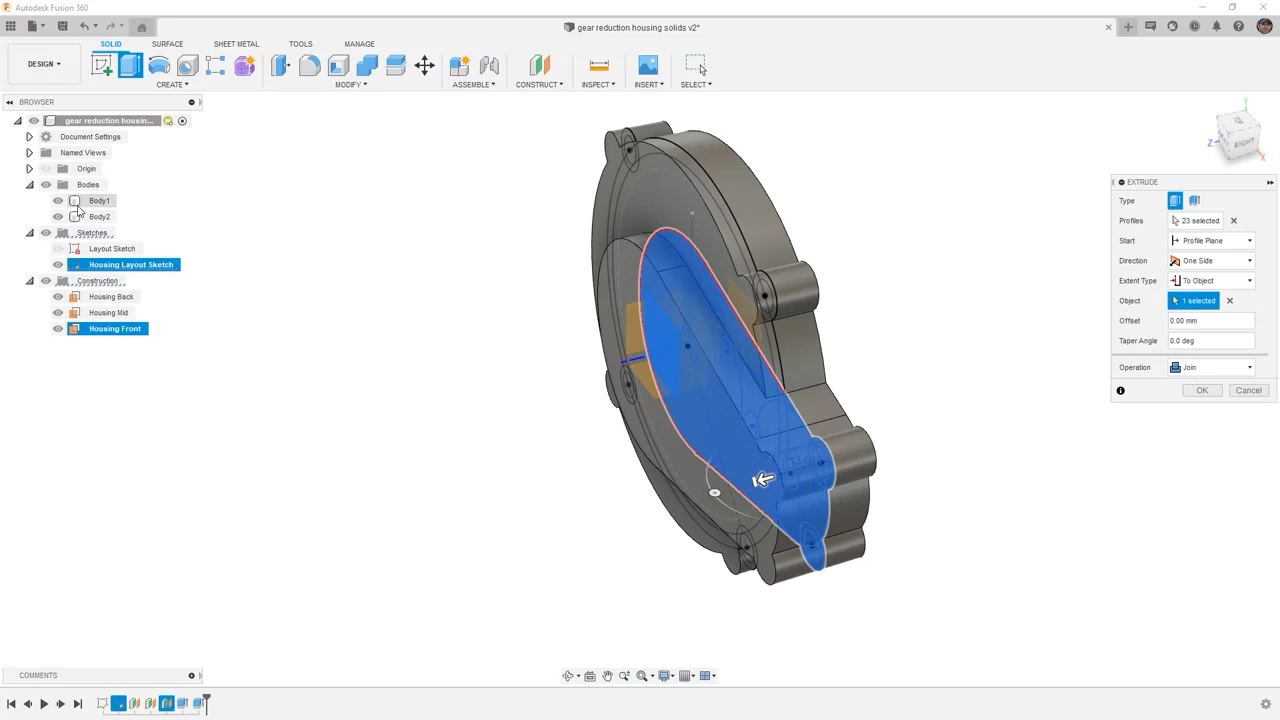 Autodesk Fusion 360
gear reduction housing solids v2*
DESIGN
SOLID SURFACE SHEET METAL TOOLS MANAGE
CREATE MODIFY ASSEMBLE CONSTRUCT INSPECT INSERT SELECT
BROWSER
gear reduction housin...
Document Settings
Named Views
Origin
Bodies
Body1
Body2
Sketches
Layout Sketch
Housing Layout Sketch
Construction
Housing Back
Housing Mid
Housing Front
RIGHT
Y
Z
X
EXTRUDE
Type
Profiles 23 selected
Start Profile Plane
Direction One Side
Extent Type To Object
Object 1 selected
Offset 0.00 mm
Taper Angle 0.0 deg
Operation Join
OK Cancel
COMMENTS